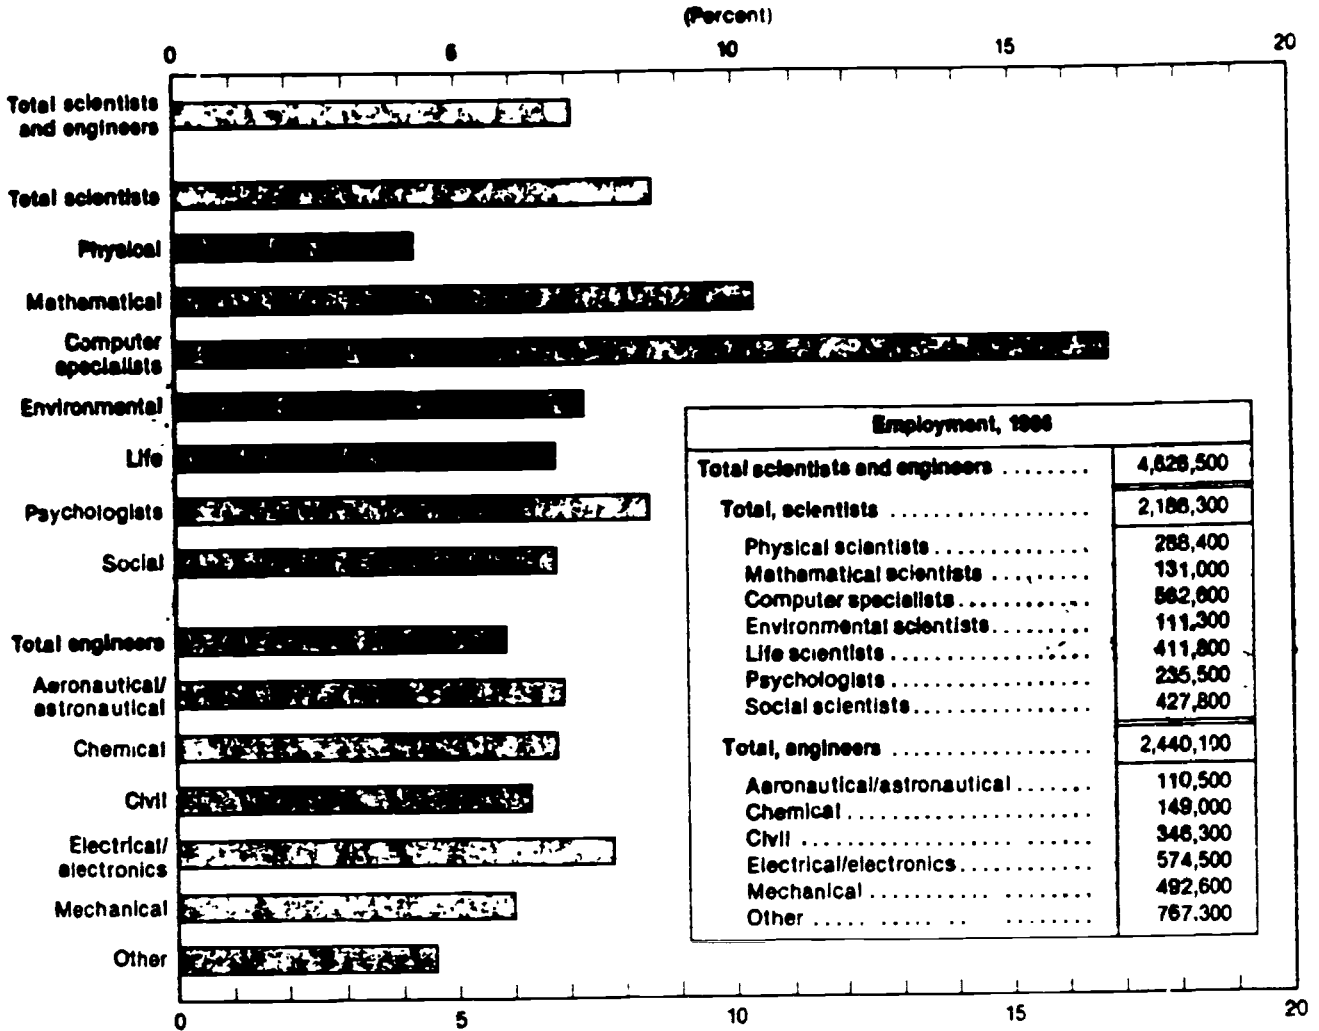 (Percent)
0 5 10 15 20
Total scientists
and engineers
Total scientists
Physical
Mathematical
Computer
specialists
Environmental
Life
Psychologists
Social
Total engineers
Aeronautical/
astronautical
Chemical
Civil
Electrical/
electronics
Mechanical
Other
0 5 10 15 20
Employment, 1986
Total scientists and engineers ........ 4,626,500
Total, scientists .................. 2,186,300
Physical scientists.............. 288,400
Mathematical scientists ......... 131,000
Computer specialists............ 562,600
Environmental scientists......... 111,300
Life scientists .................. 411,800
Psychologists .................. 235,500
Social scientists................ 427,800
Total, engineers .................. 2,440,100
Aeronautical/astronautical ....... 110,500
Chemical ...................... 149,000
Civil .......................... 346,300
Electrical/electronics............ 574,500
Mechanical .................... 492,600
Other .......................... 767,300